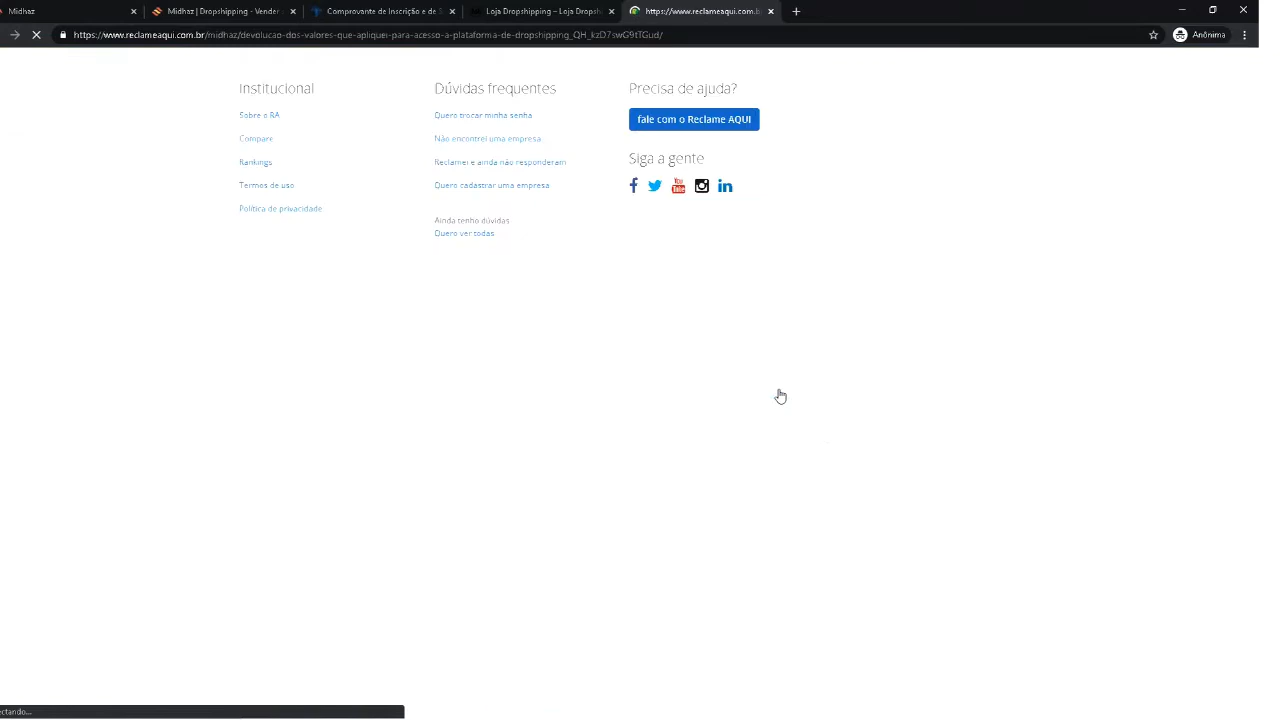 Midhaz
Midhaz | Dropshipping - Vender
Comprovante de Inscrição e de S
Loja Dropshipping – Loja Dropsh
https://www.reclameaqui.com.b
https://www.reclameaqui.com.br/midhaz/devolucao-dos-valores-que-apliquei-para-acesso-a-plataforma-de-dropshipping_QH_kzD7swG9tTGud/
Anônima
Institucional
Sobre o RA
Compare
Rankings
Termos de uso
Política de privacidade
Dúvidas frequentes
Quero trocar minha senha
Não encontrei uma empresa
Reclamei e ainda não responderam
Quero cadastrar uma empresa
Ainda tenho dúvidas
Quero ver todas
Precisa de ajuda?
fale com o Reclame AQUI
Siga a gente
You
Tube
ectando...